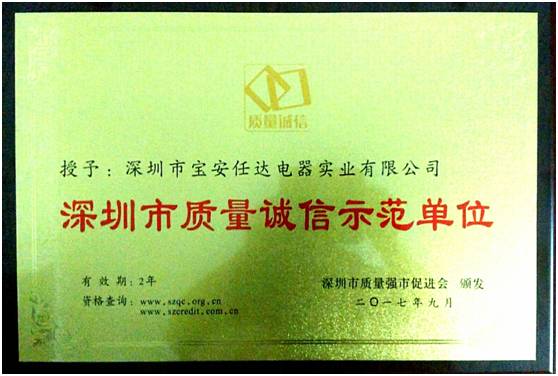 质量诚信
授予：深圳市宝安任达电器实业有限公司
深圳市质量诚信示范单位
有效期：2年
资格查询：www.szqc.org.cn
www.szcredit.com.cn
深圳市质量强市促进会 颁发
二〇一七年九月